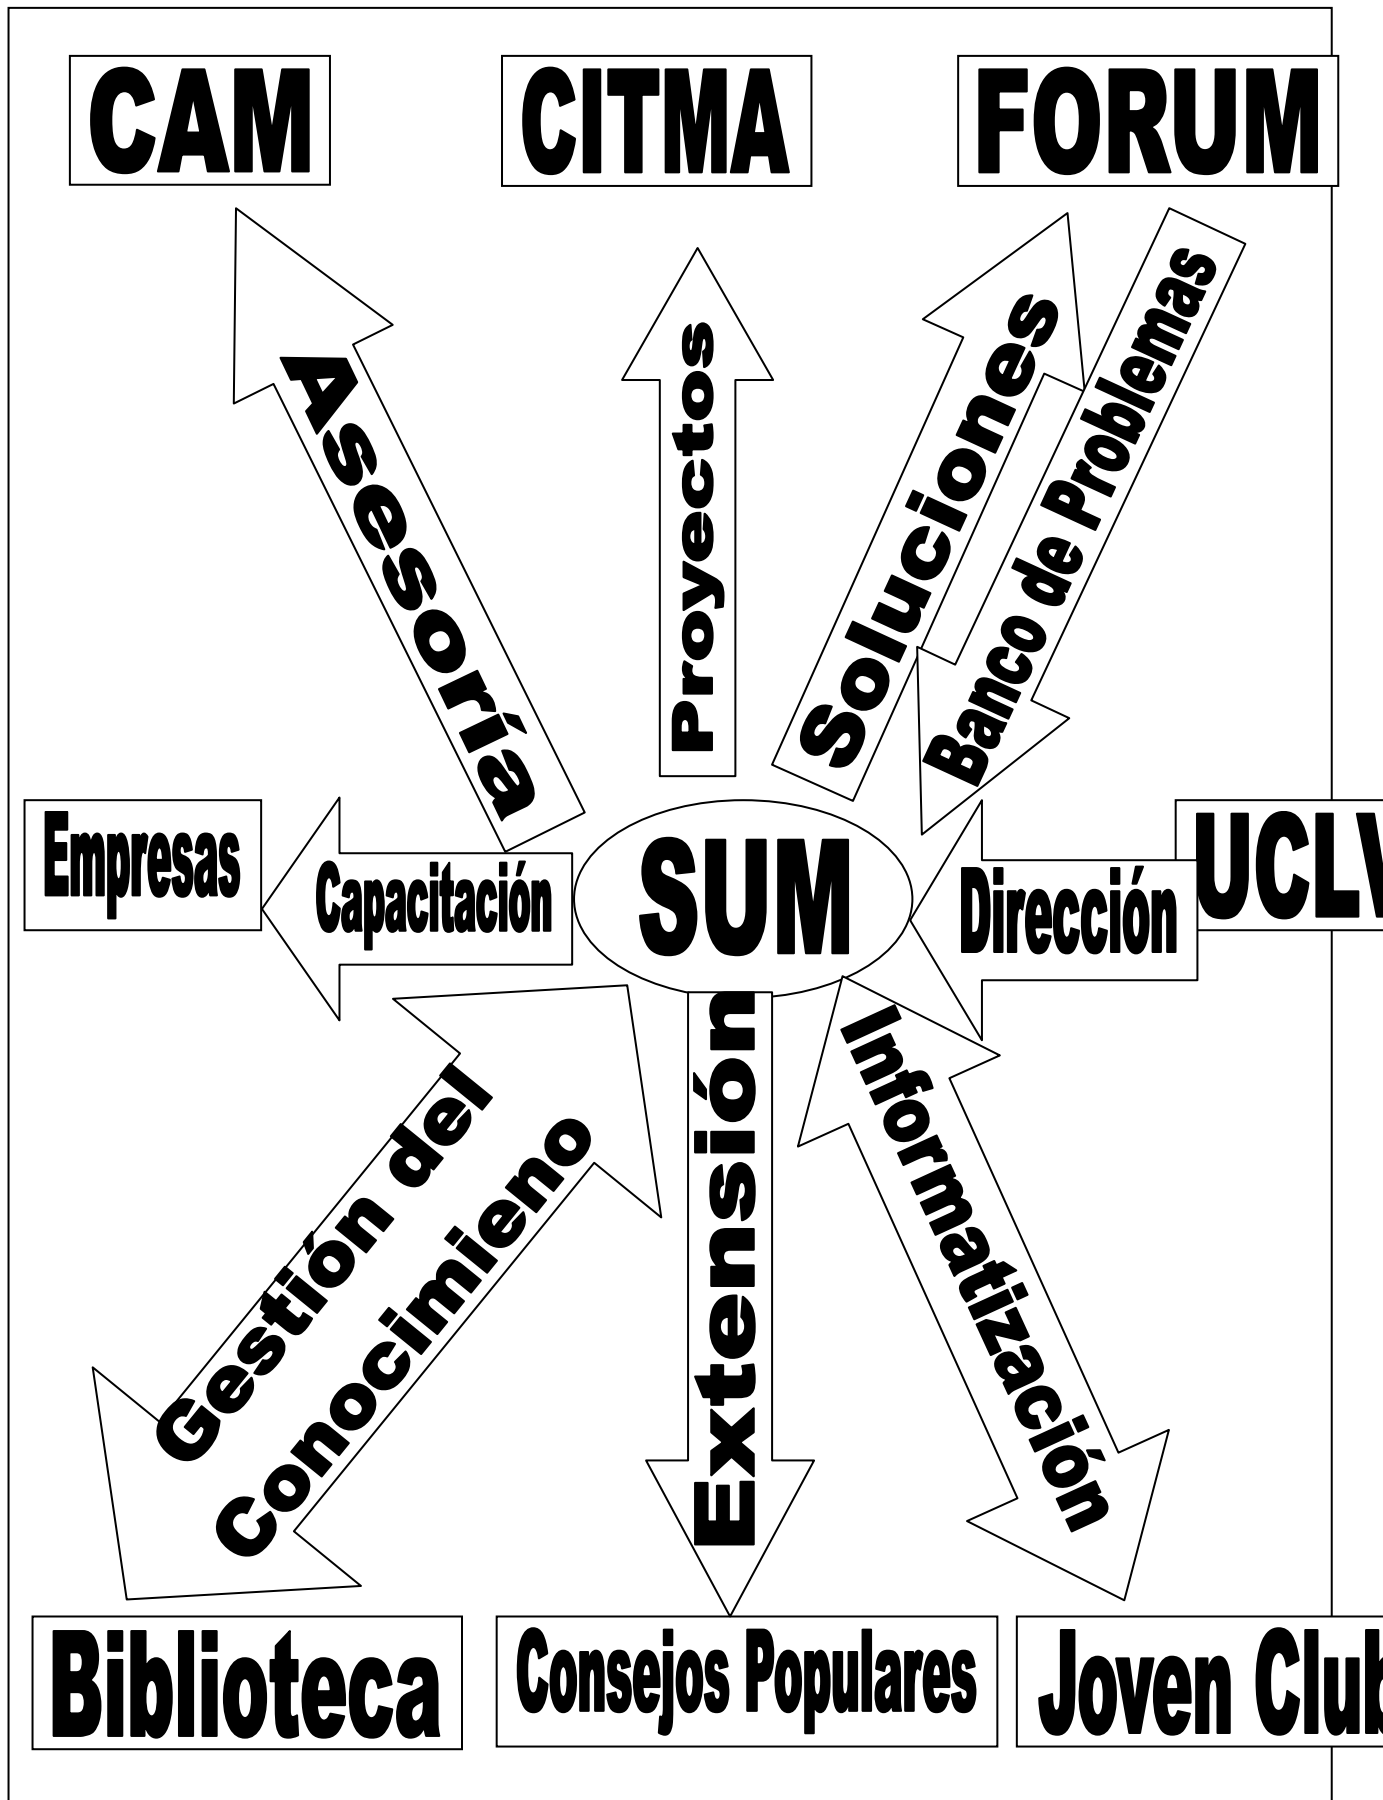 CAM
CITMA
FORUM
Asesoría
Proyectos
Soluciones
Banco de Problemas
Empresas
Capacitación
SUM
Dirección
UCLV
Gestión del
Conocimieno
Extensión
Informatización
Biblioteca
Consejos Populares
Joven Club